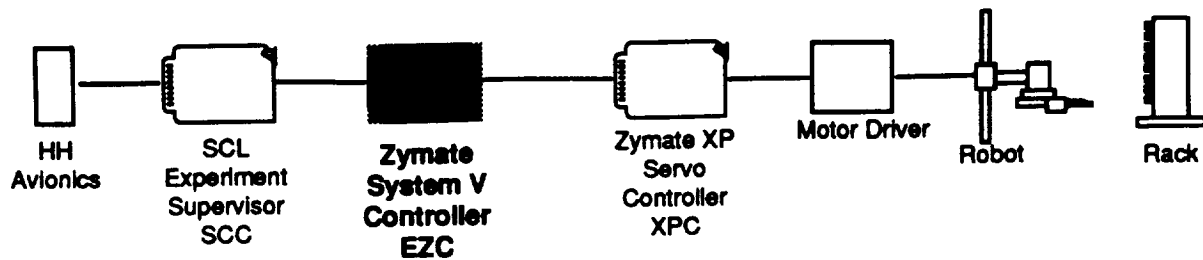 HH
Avionics
SCL
Experiment
Supervisor
SCC
Zymate
System V
Controller
EZC
Zymate XP
Servo
Controller
XPC
Motor Driver
Robot
Rack